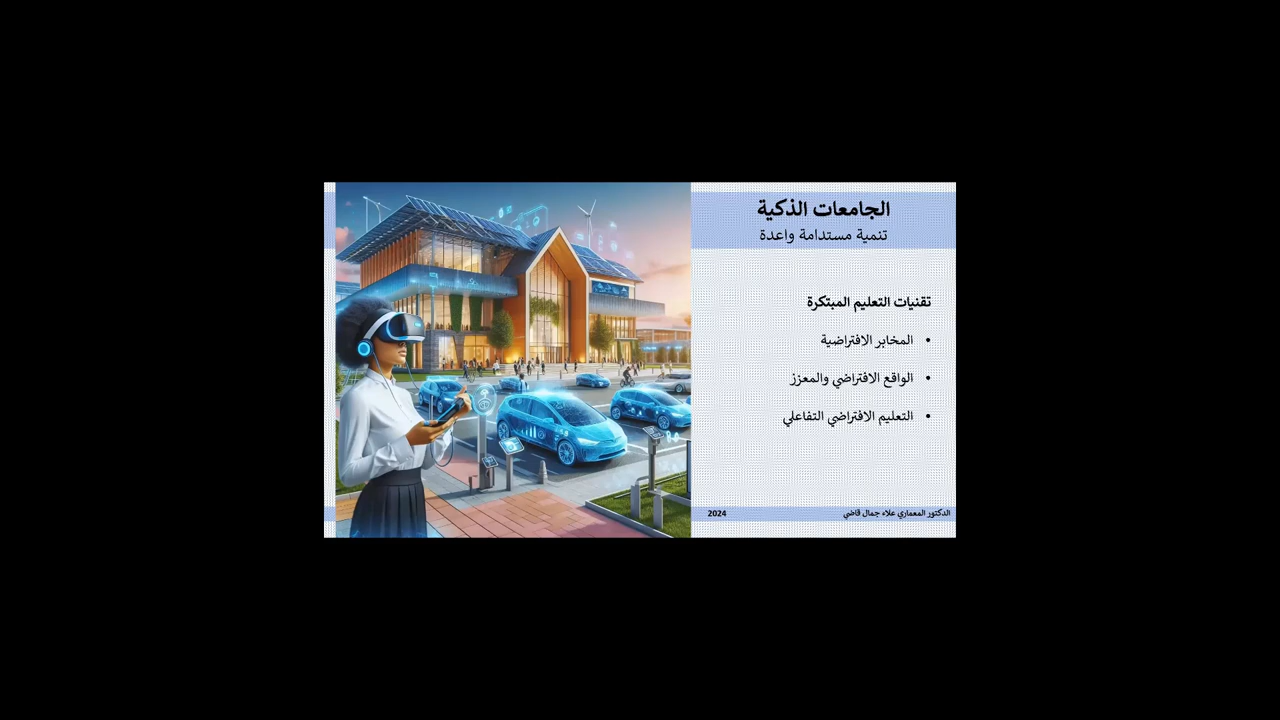 الجامعات الذكية
تنمية مستدامة واعدة
تقنيات التعليم المبتكرة
• المخابر الافتراضية
• الواقع الافتراضي والمعزز
• التعليم الافتراضي التفاعلي
الدكتور المعماري علاء جمال قاضي
2024